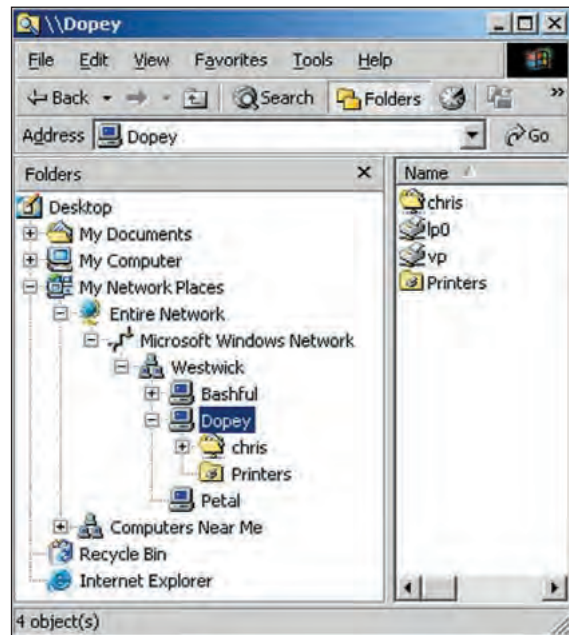 \\Dopey
File Edit View Favorites Tools Help
Back Search Folders »
Address Dopey Go
Folders
Desktop
My Documents
My Computer
My Network Places
Entire Network
Microsoft Windows Network
Westwick
Bashful
Dopey
chris
Printers
Petal
Computers Near Me
Recycle Bin
Internet Explorer
Name
chris
lp0
vp
Printers
4 object(s)